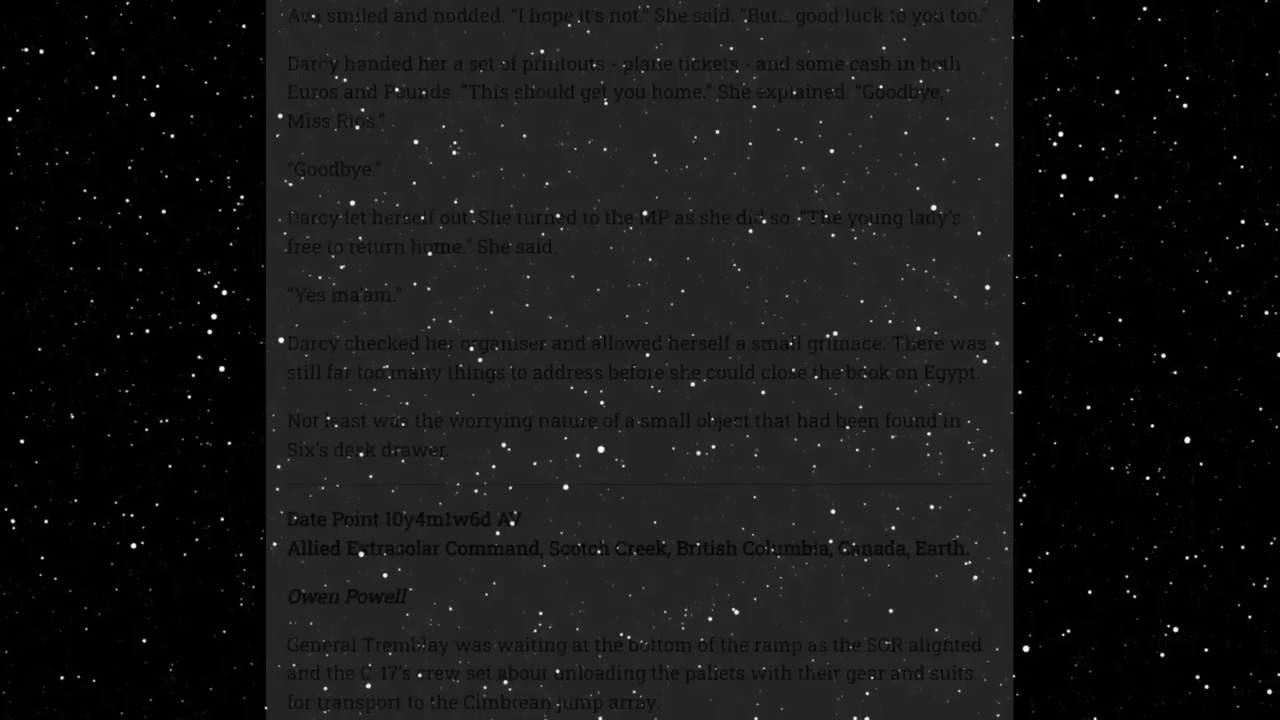 Ava smiled and nodded. "I hope it's not." She said. "But... good luck to you too."
Darcy handed her a set of printouts - plane tickets - and some cash in both
Euros and Pounds. "This should get you home." She explained. "Goodbye,
Miss Rios."
"Goodbye."
Darcy let herself out. She turned to the MP as she did so. "The young lady's
free to return home." She said.
"Yes ma'am."
Darcy checked her organiser and allowed herself a small grimace. There was
still far too many things to address before she could close the book on Egypt.
Not least was the worrying nature of a small object that had been found in
Six's desk drawer.
Date Point 10y4m1w6d AV
Allied Extrasolar Command, Scotch Creek, British Columbia, Canada, Earth.
Owen Powell
General Tremblay was waiting at the bottom of the ramp as the SOR alighted
and the C-17's crew set about unloading the pallets with their gear and suits
for transport to the Cimbrean jump array.